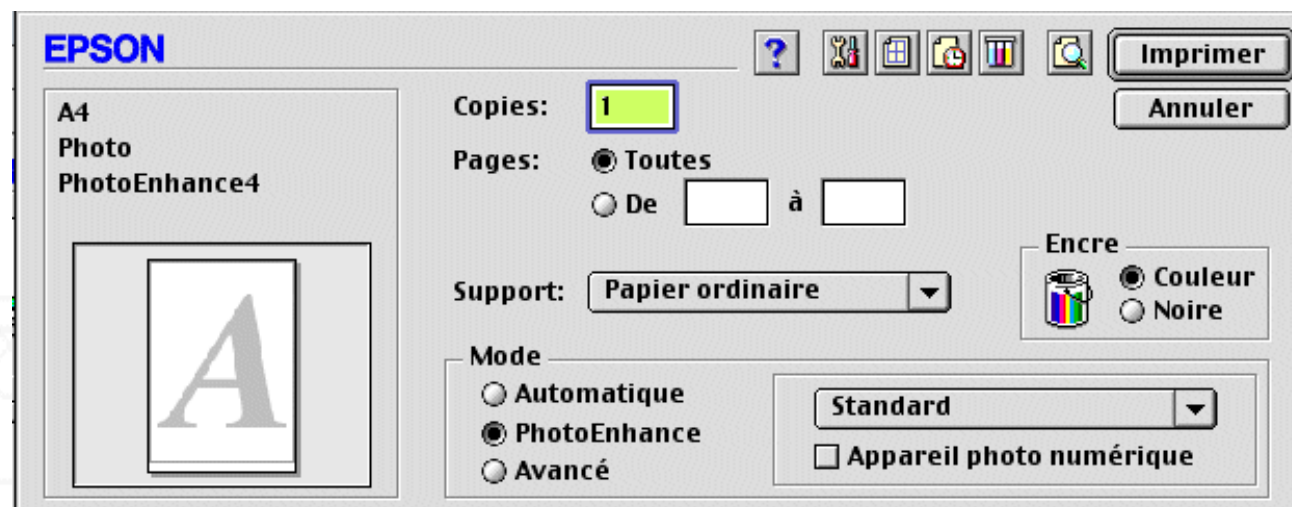 EPSON
? Imprimer
A4
Photo
PhotoEnhance4
Copies: 1
Annuler
Pages: Toutes
De à
Support: Papier ordinaire
Encre
Couleur
Noire
Mode
Automatique
PhotoEnhance
Avancé
Standard
Appareil photo numérique
A